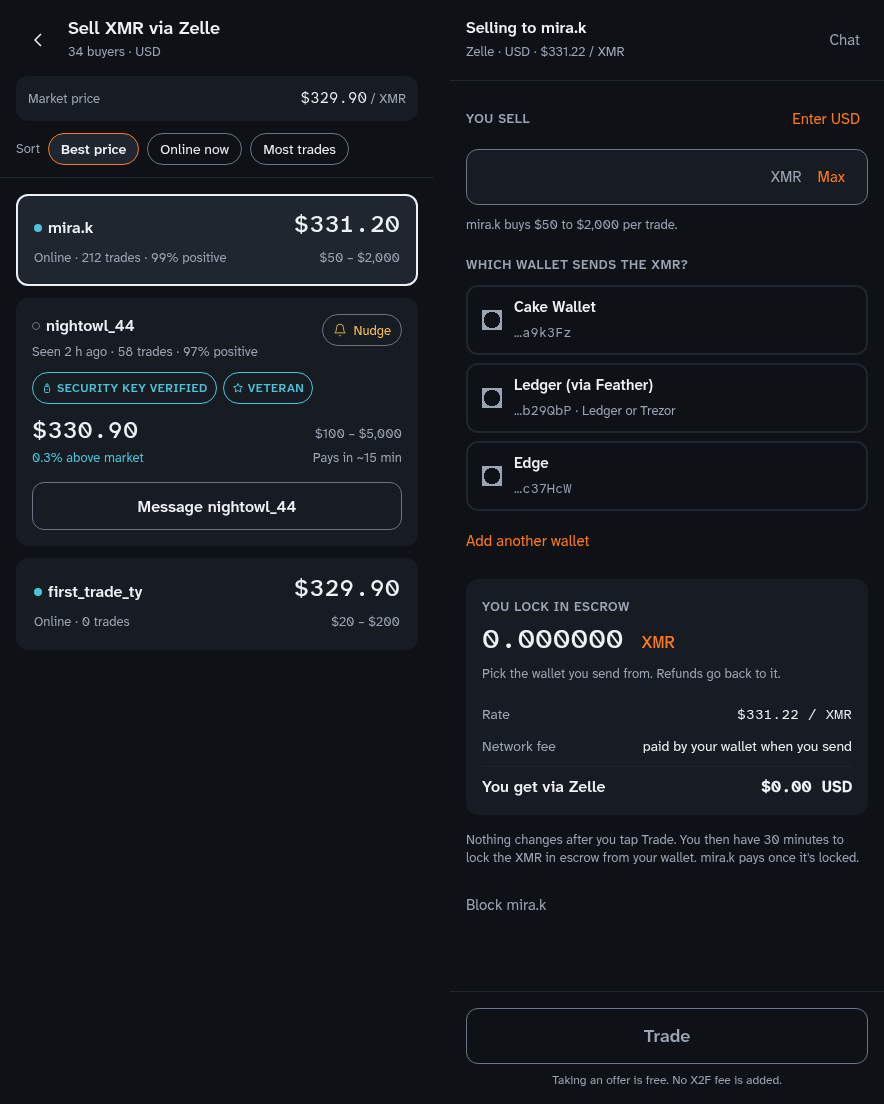 Sell XMR via Zelle
34 buyers · USD
Market price
$329.90 / XMR
Sort
Best price
Online now
Most trades
mira.k
$331.20
Online · 212 trades · 99% positive
$50 – $2,000
nightowl_44
Nudge
Seen 2 h ago · 58 trades · 97% positive
SECURITY KEY VERIFIED
VETERAN
$330.90
$100 – $5,000
0.3% above market
Pays in ~15 min
Message nightowl_44
first_trade_ty
$329.90
Online · 0 trades
$20 – $200
Selling to mira.k
Zelle · USD · $331.22 / XMR
Chat
YOU SELL
Enter USD
XMR
Max
mira.k buys $50 to $2,000 per trade.
WHICH WALLET SENDS THE XMR?
Cake Wallet
…a9k3Fz
Ledger (via Feather)
…b29QbP · Ledger or Trezor
Edge
…c37HcW
Add another wallet
YOU LOCK IN ESCROW
0.000000 XMR
Pick the wallet you send from. Refunds go back to it.
Rate
$331.22 / XMR
Network fee
paid by your wallet when you send
You get via Zelle
$0.00 USD
Nothing changes after you tap Trade. You then have 30 minutes to
lock the XMR in escrow from your wallet. mira.k pays once it's locked.
Block mira.k
Trade
Taking an offer is free. No X2F fee is added.